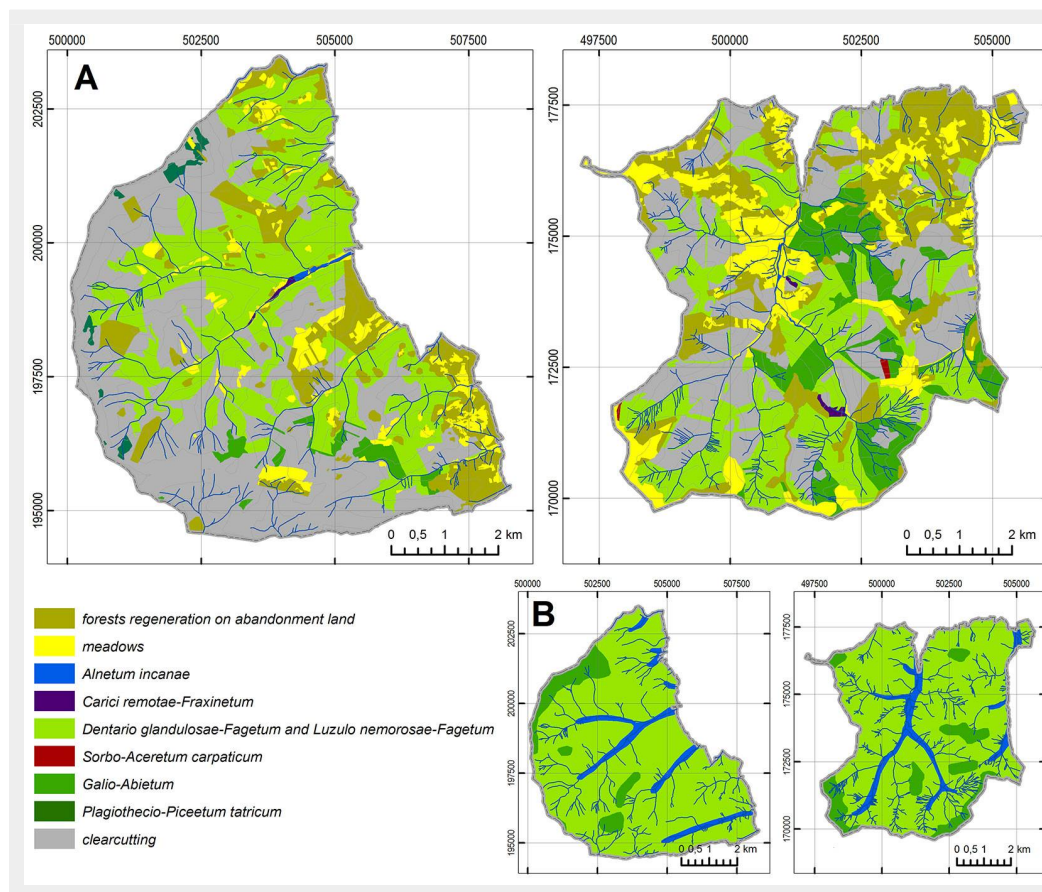 500000 502500 505000 507500
497500 500000 502500 505000
A
202500
200000
197500
195000
177500
175000
172500
170000
0 0,5 1 2 km
0 0,5 1 2 km
forests regeneration on abandonment land
meadows
Alnetum incanae
Carici remotae-Fraxinetum
Dentario glandulosae-Fagetum and Luzulo nemorosae-Fagetum
Sorbo-Aceretum carpaticum
Galio-Abietum
Plagiothecio-Piceetum tatricum
clearcutting
500000 502500 505000 507500
497500 500000 502500 505000
B
202500
200000
197500
195000
177500
175000
172500
170000
0 0,5 1 2 km
0 0,5 1 2 km